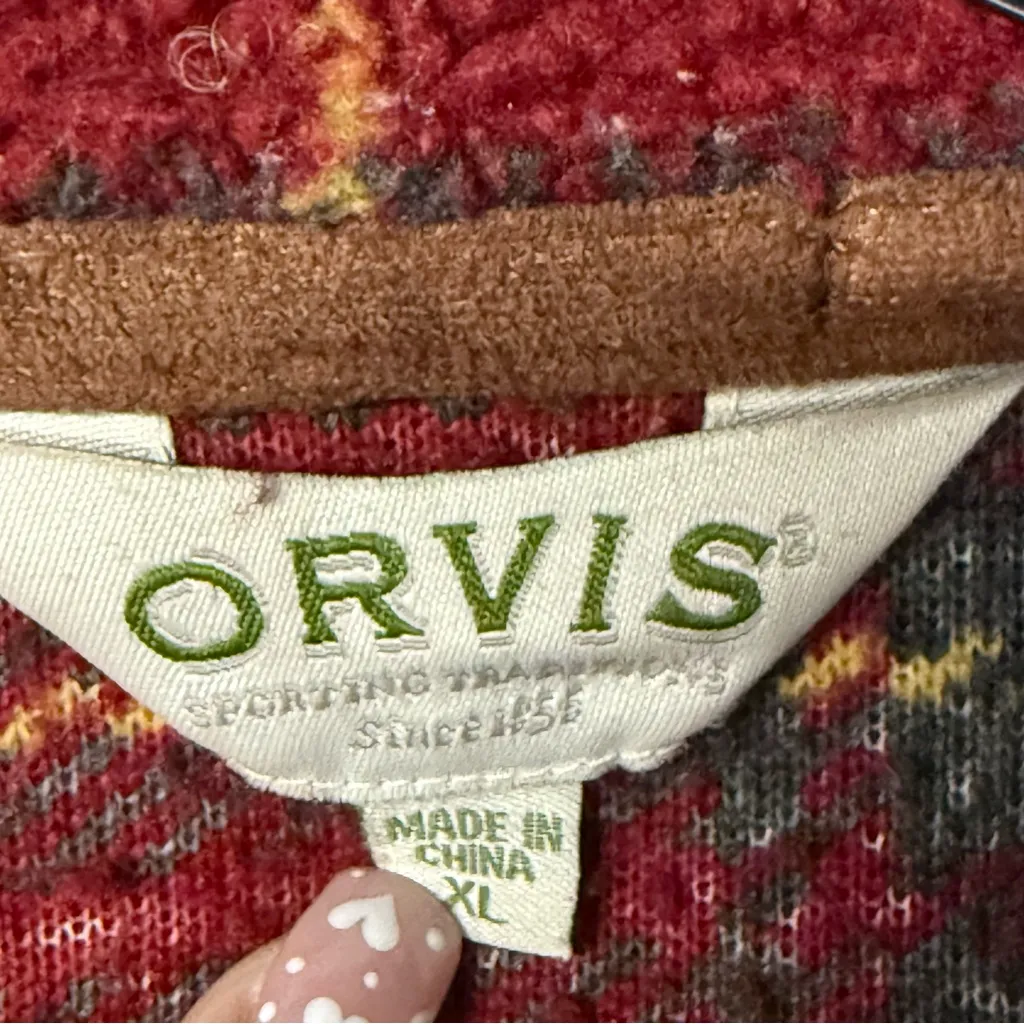 ORVIS®
SPORTING TRADITIONS
Since 1856
MADE IN
CHINA
XL